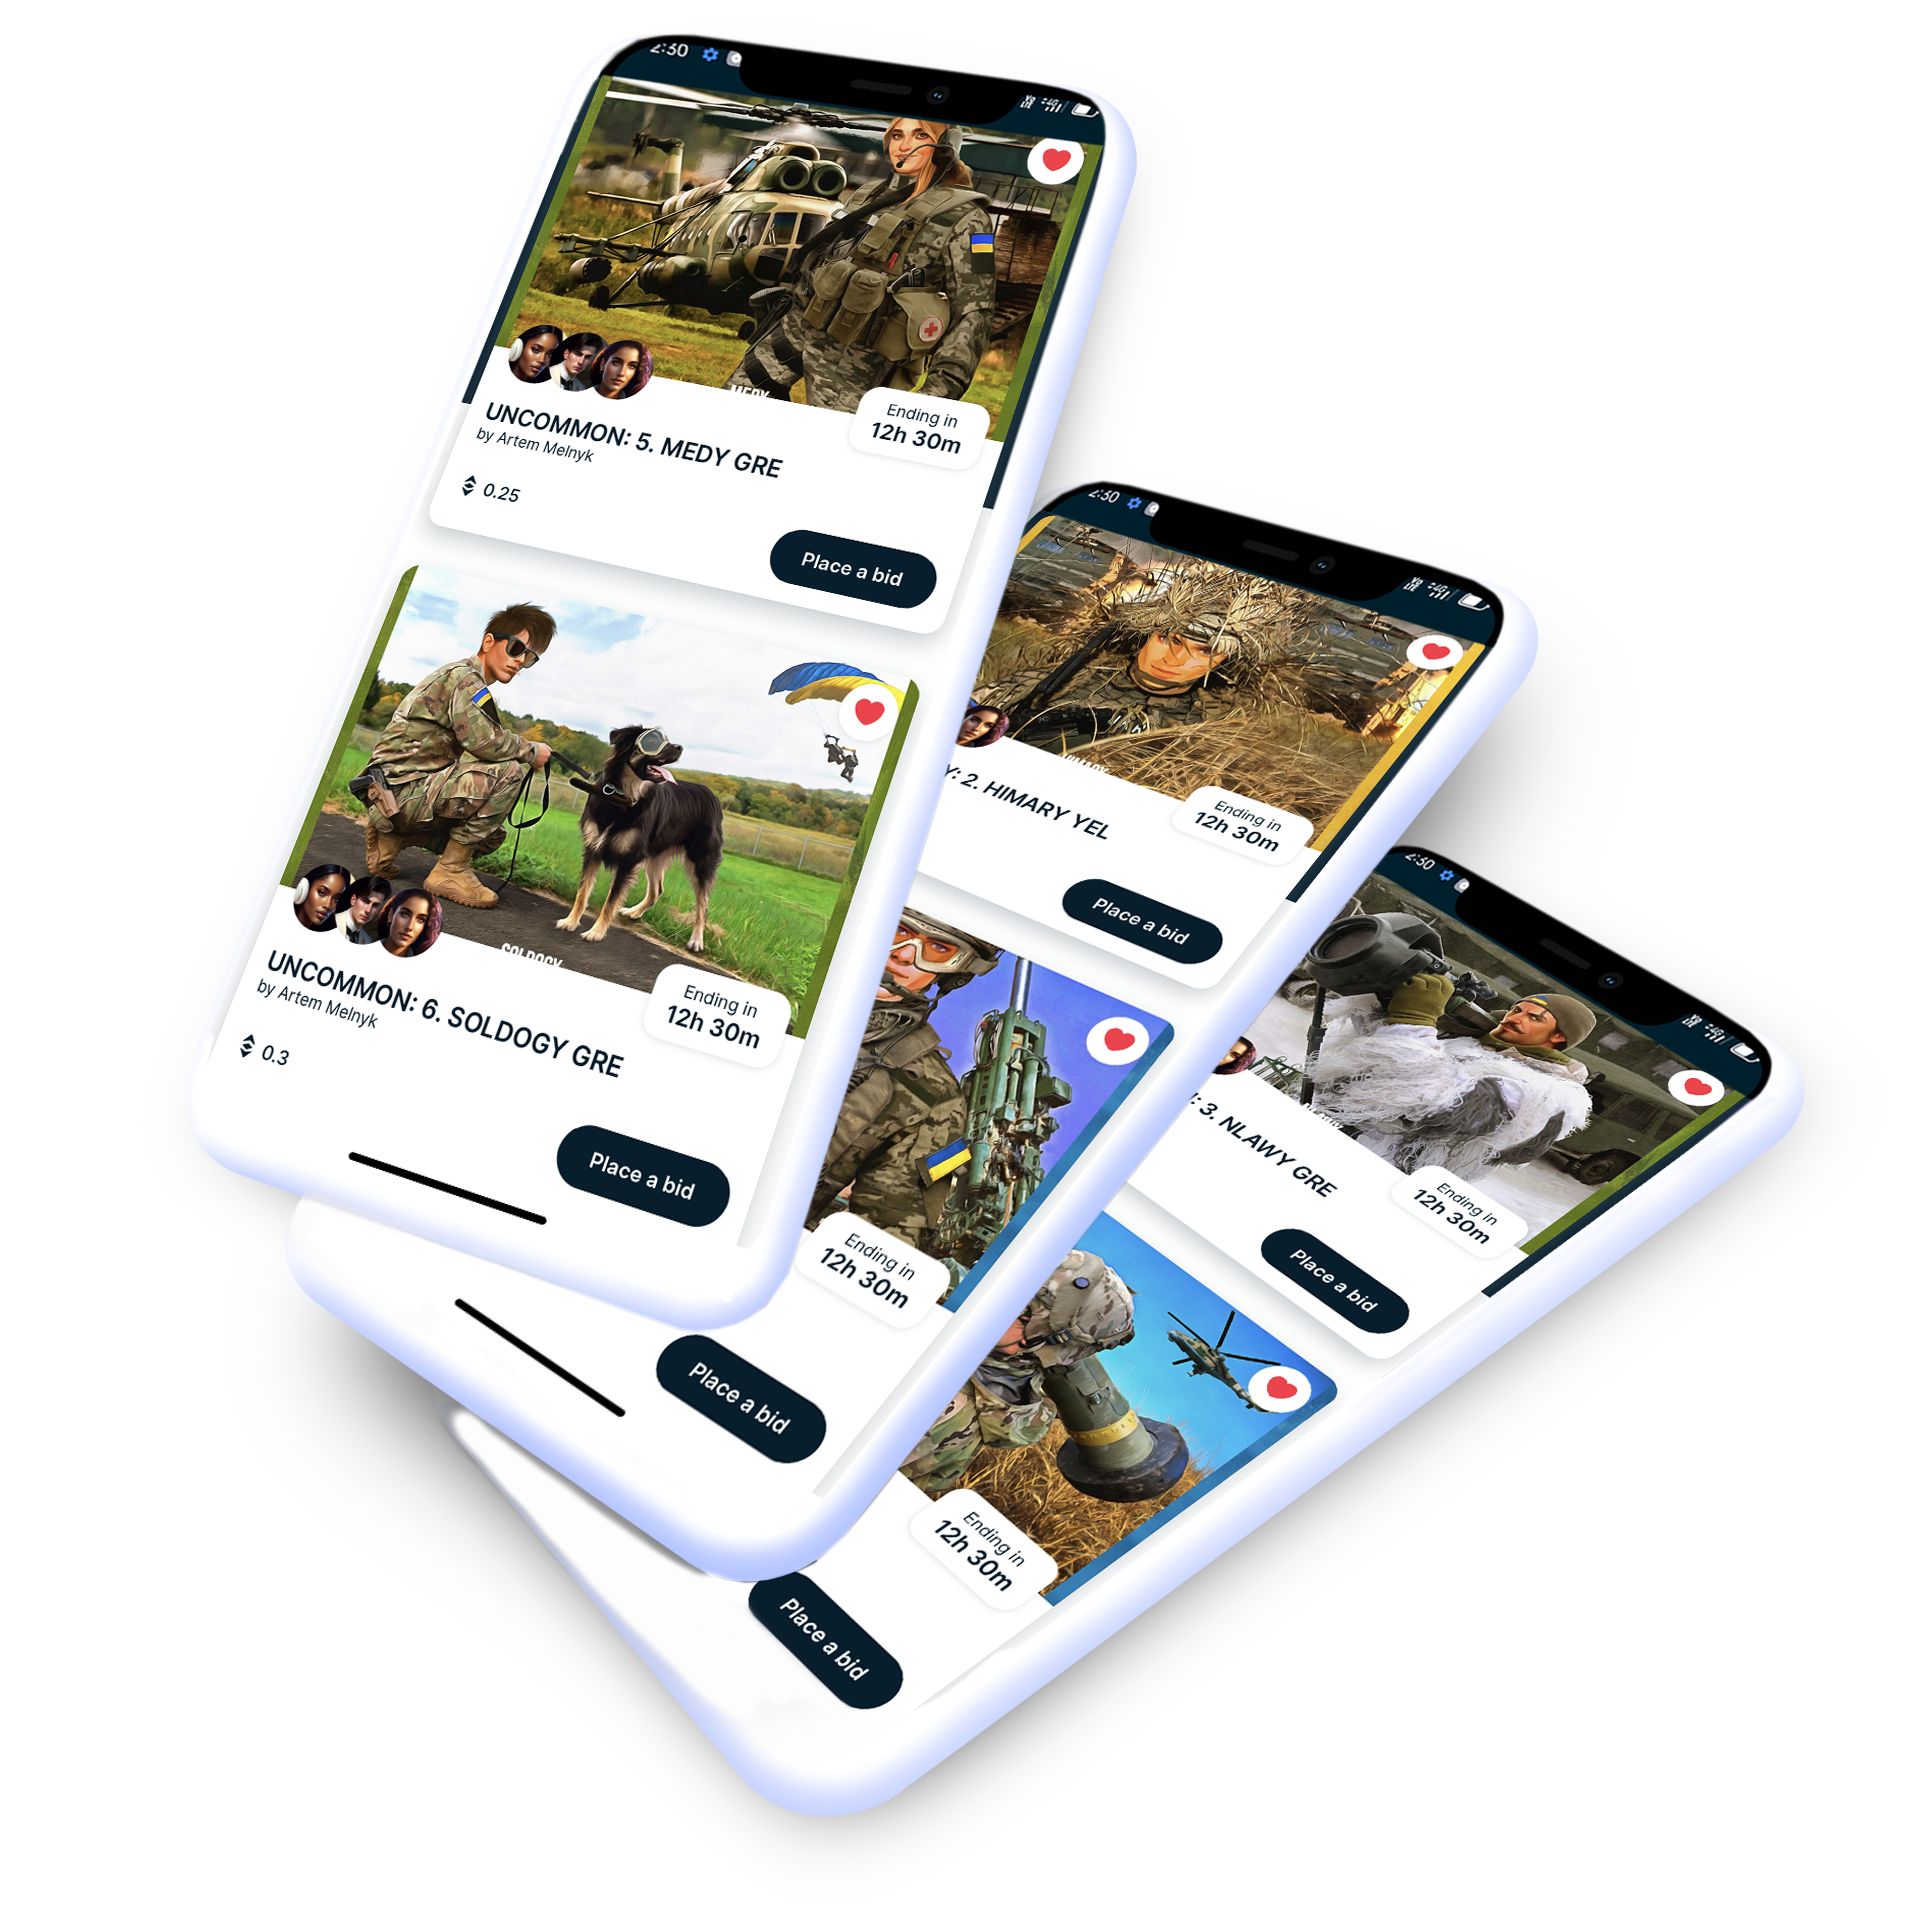 2:30
UNCOMMON: 5. MEDY GRE
by Artem Melnyk
0.25
Ending in
12h 30m
Place a bid
UNCOMMON: 6. SOLDOGY GRE
by Artem Melnyk
0.3
Ending in
12h 30m
Place a bid
2:30
Y: 2. HIMARY YEL
Ending in
12h 30m
Place a bid
Ending in
12h 30m
Place a bid
2:30
: 3. NLAWY GRE
Ending in
12h 30m
Place a bid
Ending in
12h 30m
Place a bid